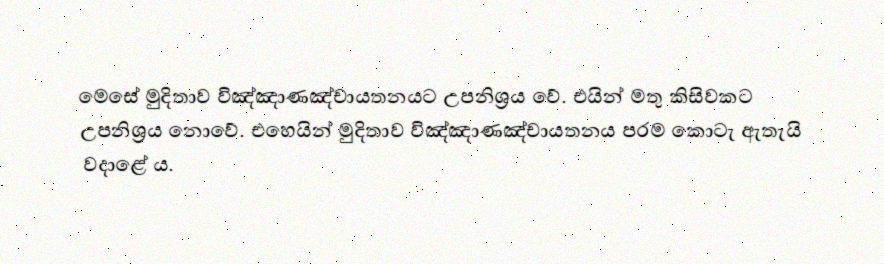 මෙසේ මුදිතාව විඤ්ඤාණඤ්චායතනයට උපනිශ්‍රය වේ. එයින් මතු කිසිවකට
උපනිශ්‍රය නොවේ. එහෙයින් මුදිතාව විඤ්ඤාණඤ්චායතනය පරම කොටැ ඇතැයි
වදාළේ ය.